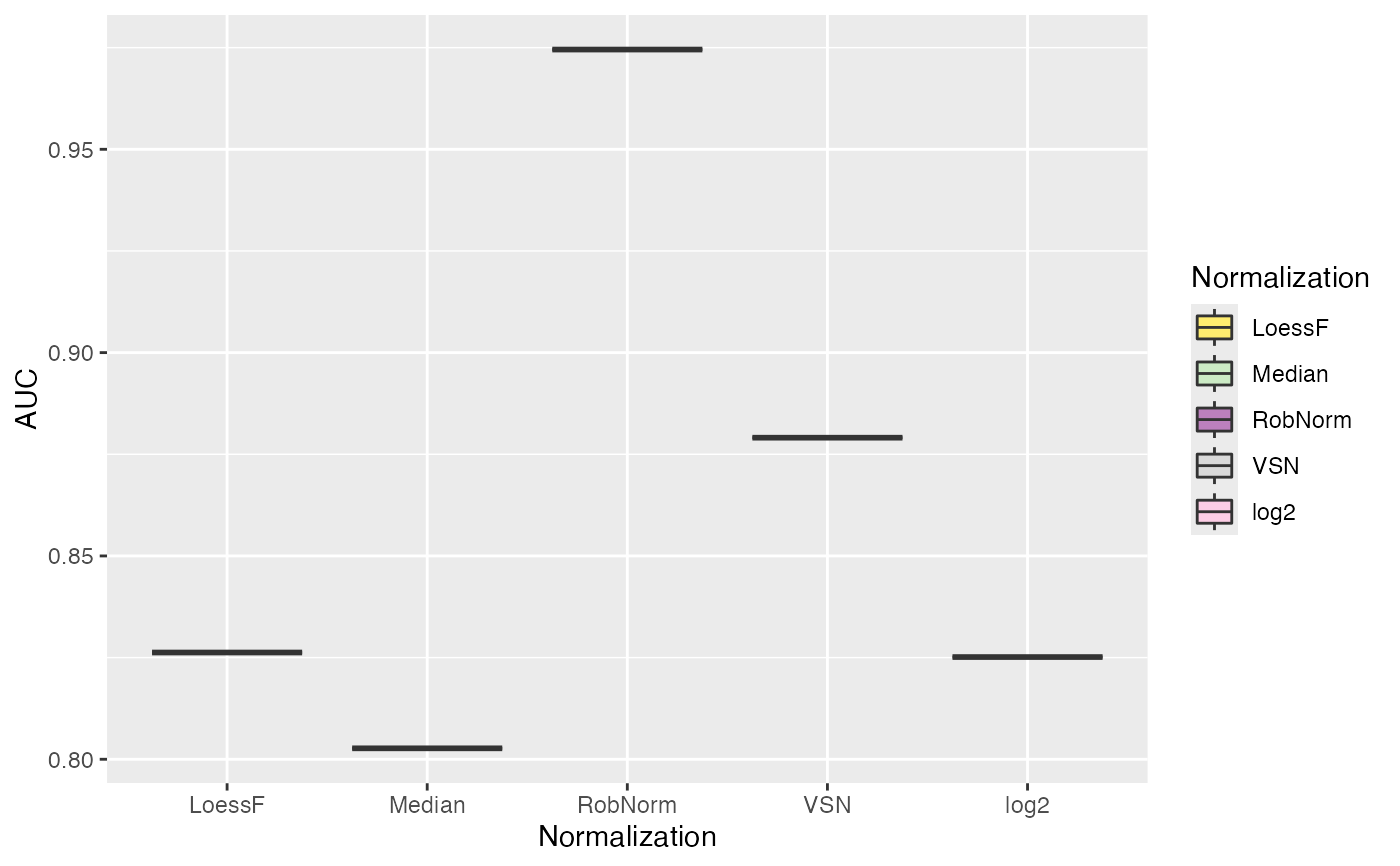 0.95
0.90
0.85
0.80
AUC
LoessF
Median
RobNorm
VSN
log2
Normalization
Normalization
LoessF
Median
RobNorm
VSN
log2